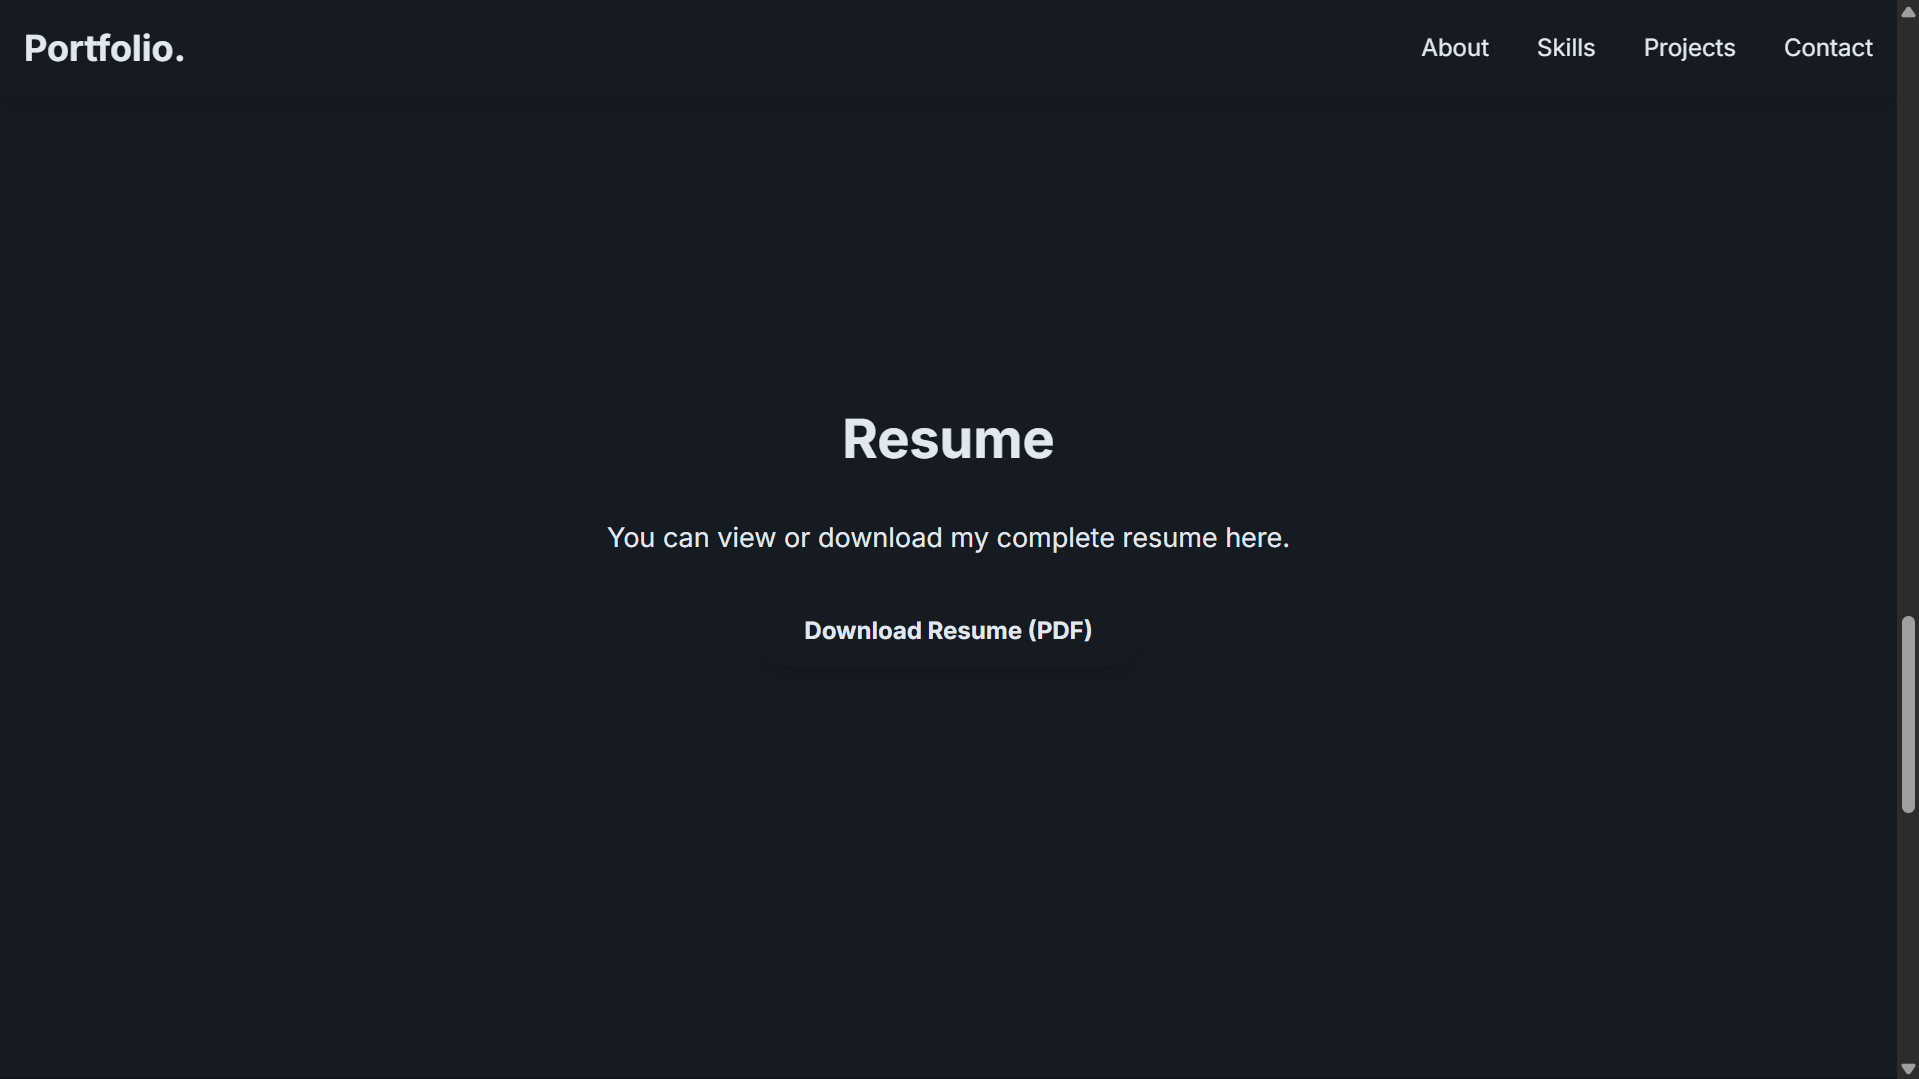 Portfolio.
About
Skills
Projects
Contact
Resume
You can view or download my complete resume here.
Download Resume (PDF)